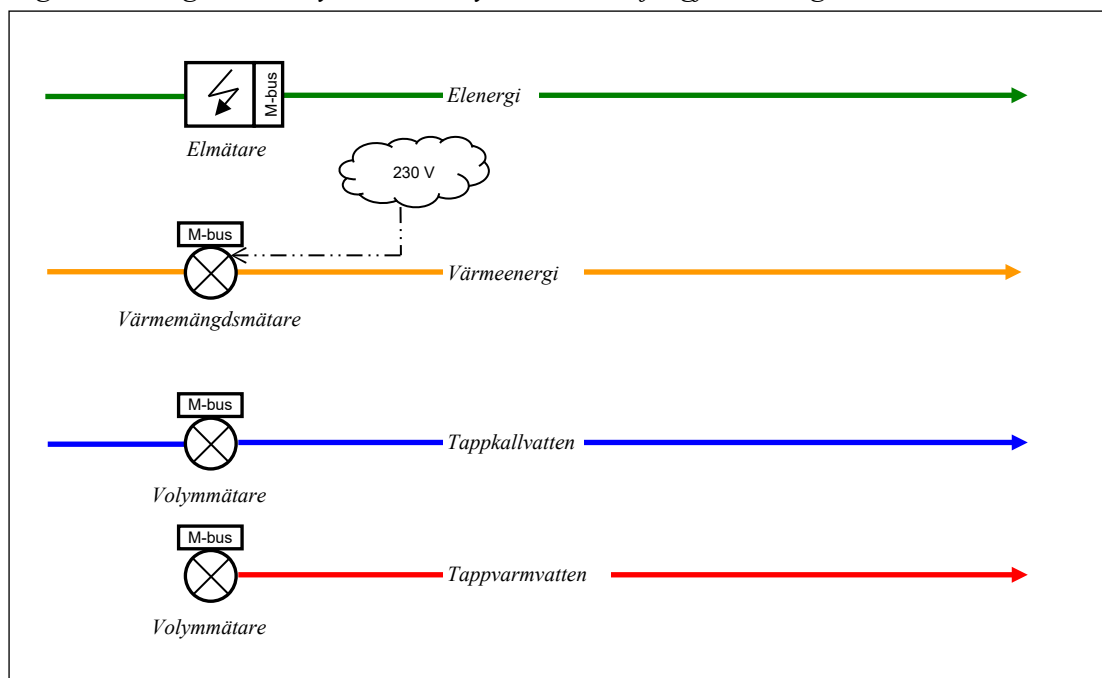 M-bus
Elenergi
Elmätare
230 V
M-bus
Värmeenergi
Värmemängdsmätare
M-bus
Tappkallvatten
Volymmätare
M-bus
Tappvarmvatten
Volymmätare